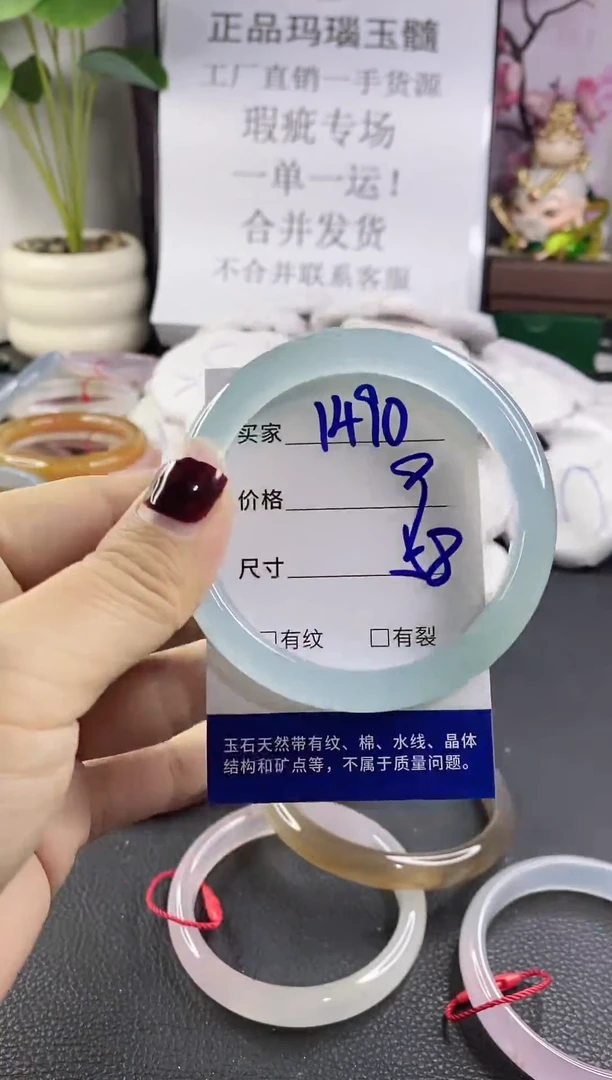 正品玛瑙玉髓
工厂直销一手货源
瑕疵专场
一单一运！
合并发货
不合并联系客服
买家 1490
价格 9
尺寸 58
□有纹 □有裂
玉石天然带有纹、棉、水线、晶体
结构和矿点等，不属于质量问题。